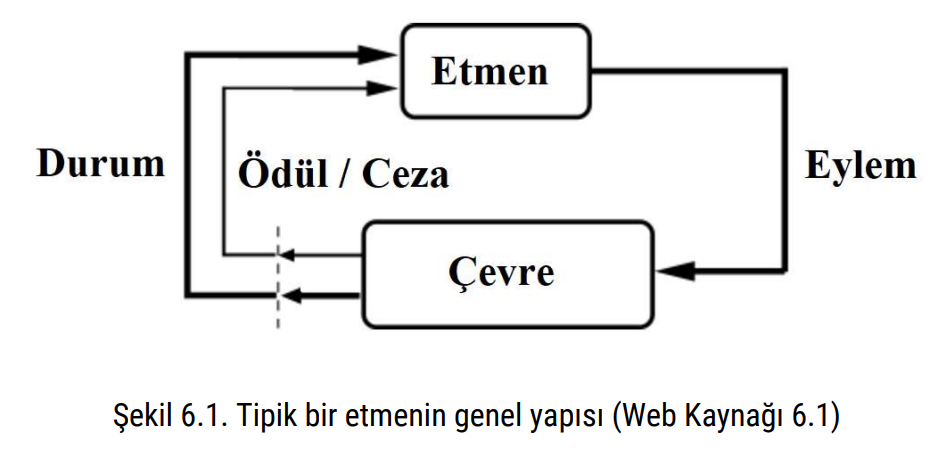 Etmen
Durum
Ödül / Ceza
Eylem
Çevre
Şekil 6.1. Tipik bir etmenin genel yapısı (Web Kaynağı 6.1)